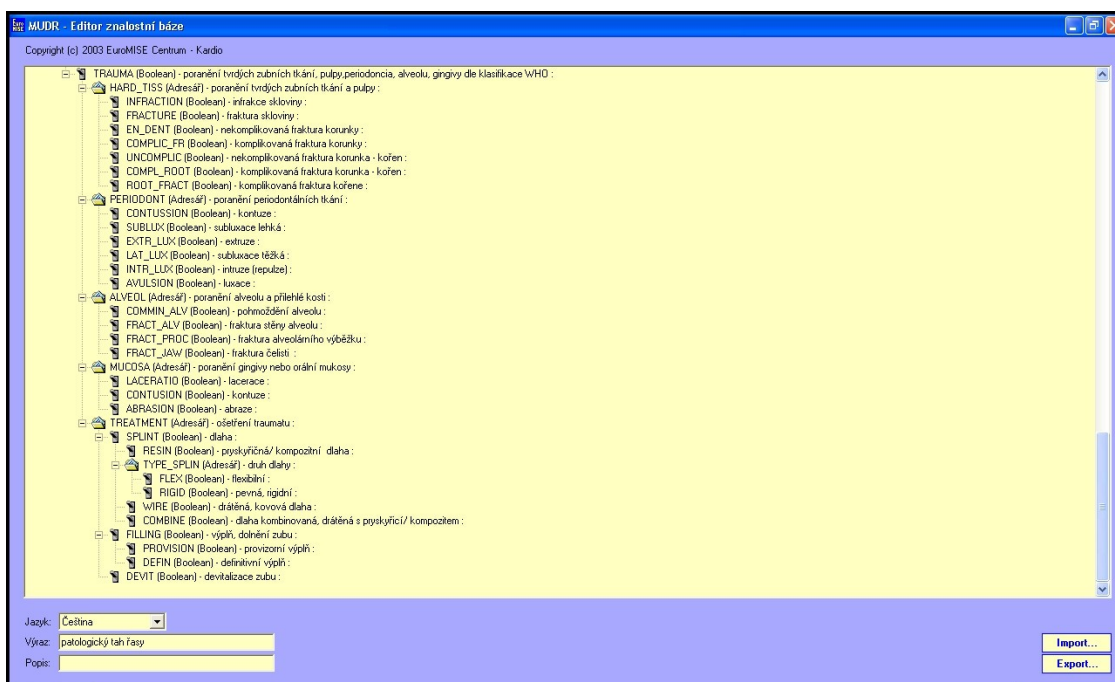 Euro MISE MUDR - Editor znalostní báze
Copyright (c) 2003 EuroMISE Centrum - Kardio
TRAUMA (Boolean) - poranění tvrdých zubních tkání, pulpy,periodoncia, alveolu, gingivy dle klasifikace WHO :
HARD_TISS (Adresář) - poranění tvrdých zubních tkání a pulpy :
INFRACTION (Boolean) - infrakce skloviny :
FRACTURE (Boolean) - fraktura skloviny :
EN_DENT (Boolean) - nekomplikovaná fraktura korunky :
COMPLIC_FR (Boolean) - komplikovaná fraktura korunky :
UNCOMPLIC (Boolean) - nekomplikovaná fraktura korunka - kořen :
COMPL_ROOT (Boolean) - komplikovaná fraktura korunka - kořen :
ROOT_FRACT (Boolean) - komplikovaná fraktura kořene :
PERIODONT (Adresář) - poranění periodontálních tkání :
CONTUSSION (Boolean) - kontuze :
SUBLUX (Boolean) - subluxace lehká :
EXTR_LUX (Boolean) - extruze :
LAT_LUX (Boolean) - subluxace těžká :
INTR_LUX (Boolean) - intruze (repulze) :
AVULSION (Boolean) - luxace :
ALVEOL (Adresář) - poranění alveolu a přilehlé kosti :
COMMIN_ALV (Boolean) - pohmoždění alveolu :
FRACT_ALV (Boolean) - fraktura stěny alveolu :
FRACT_PROC (Boolean) - fraktura alveolárního výběžku :
FRACT_JAW (Boolean) - fraktura čelisti :
MUCOSA (Adresář) - poranění gingivy nebo orální mukosy :
LACERATIO (Boolean) - lacerace :
CONTUSION (Boolean) - kontuze :
ABRASION (Boolean) - abraze :
TREATMENT (Adresář) - ošetření traumatu :
SPLINT (Boolean) - dlaha :
RESIN (Boolean) - pryskyřičná/ kompozitní dlaha :
TYPE_SPLIN (Adresář) - druh dlahy :
FLEX (Boolean) - flexibilní :
RIGID (Boolean) - pevná, rigidní :
WIRE (Boolean) - drátěná, kovová dlaha :
COMBINE (Boolean) - dlaha kombinovaná, drátěná s pryskyřicí/ kompozitem :
FILLING (Boolean) - výplň, dolnění zubu :
PROVISION (Boolean) - provizorní výplň :
DEFIN (Boolean) - definitivní výplň :
DEVIT (Boolean) - devitalizace zubu :
Jazyk: Čeština
Výraz: patologický tah řasy
Import...
Popis:
Export...